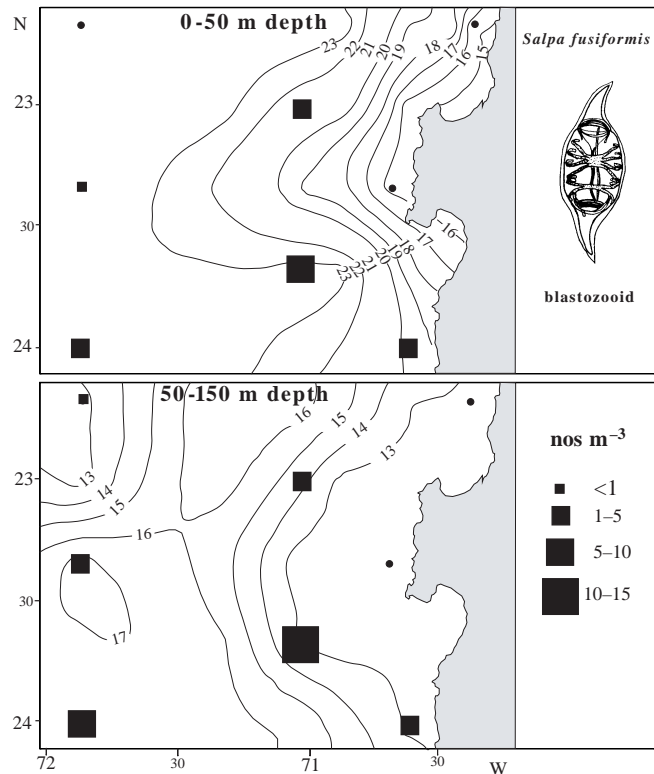 N
0-50 m depth
23 22 21 20 19 18 17 16 15
Salpa fusiformis
23
30
16
17
18
19
20
21
22
23
blastozooid
24
50-150 m depth
16 15 14 13
nos m⁻³
13
14
15
16
23
<1
1–5
5–10
10–15
30
17
24
72 30 71 30 W